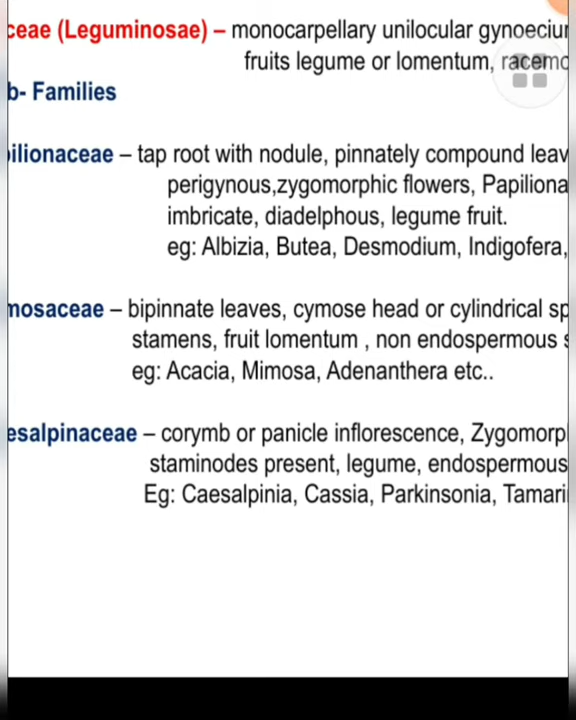 ceae (Leguminosae) – monocarpellary unilocular
fruits legume or lomentum,
b- Families
ilionaceae – tap root with nodule, pinnately compound leav
perigynous,zygomorphic flowers, Papiliona
imbricate, diadelphous, legume fruit.
eg: Albizia, Butea, Desmodium, Indigofera,
nosaceae – bipinnate leaves, cymose head or cylindrical sp
stamens, fruit lomentum , non endospermous
eg: Acacia, Mimosa, Adenanthera etc..
esalpinaceae – corymb or panicle inflorescence, Zygomorp
staminodes present, legume, endospermous
Eg: Caesalpinia, Cassia, Parkinsonia, Tamari